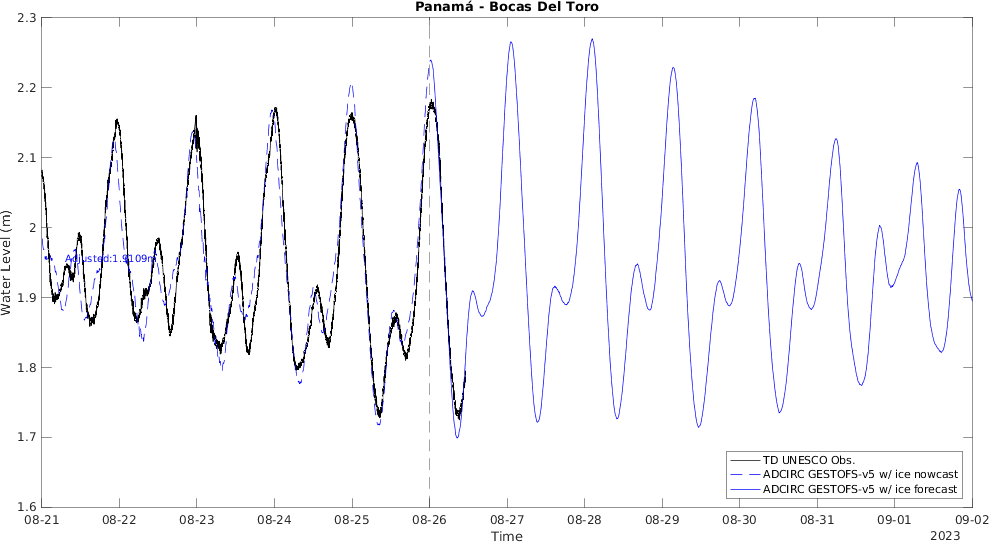 Panamá - Bocas Del Toro
2.3
2.2
2.1
2
1.9
1.8
1.7
1.6
Water Level (m)
Adjusted:1.9109m
TD UNESCO Obs.
ADCIRC GESTOFS-v5 w/ ice nowcast
ADCIRC GESTOFS-v5 w/ ice forecast
08-21 08-22 08-23 08-24 08-25 08-26 08-27 08-28 08-29 08-30 08-31 09-01 09-02
Time
2023